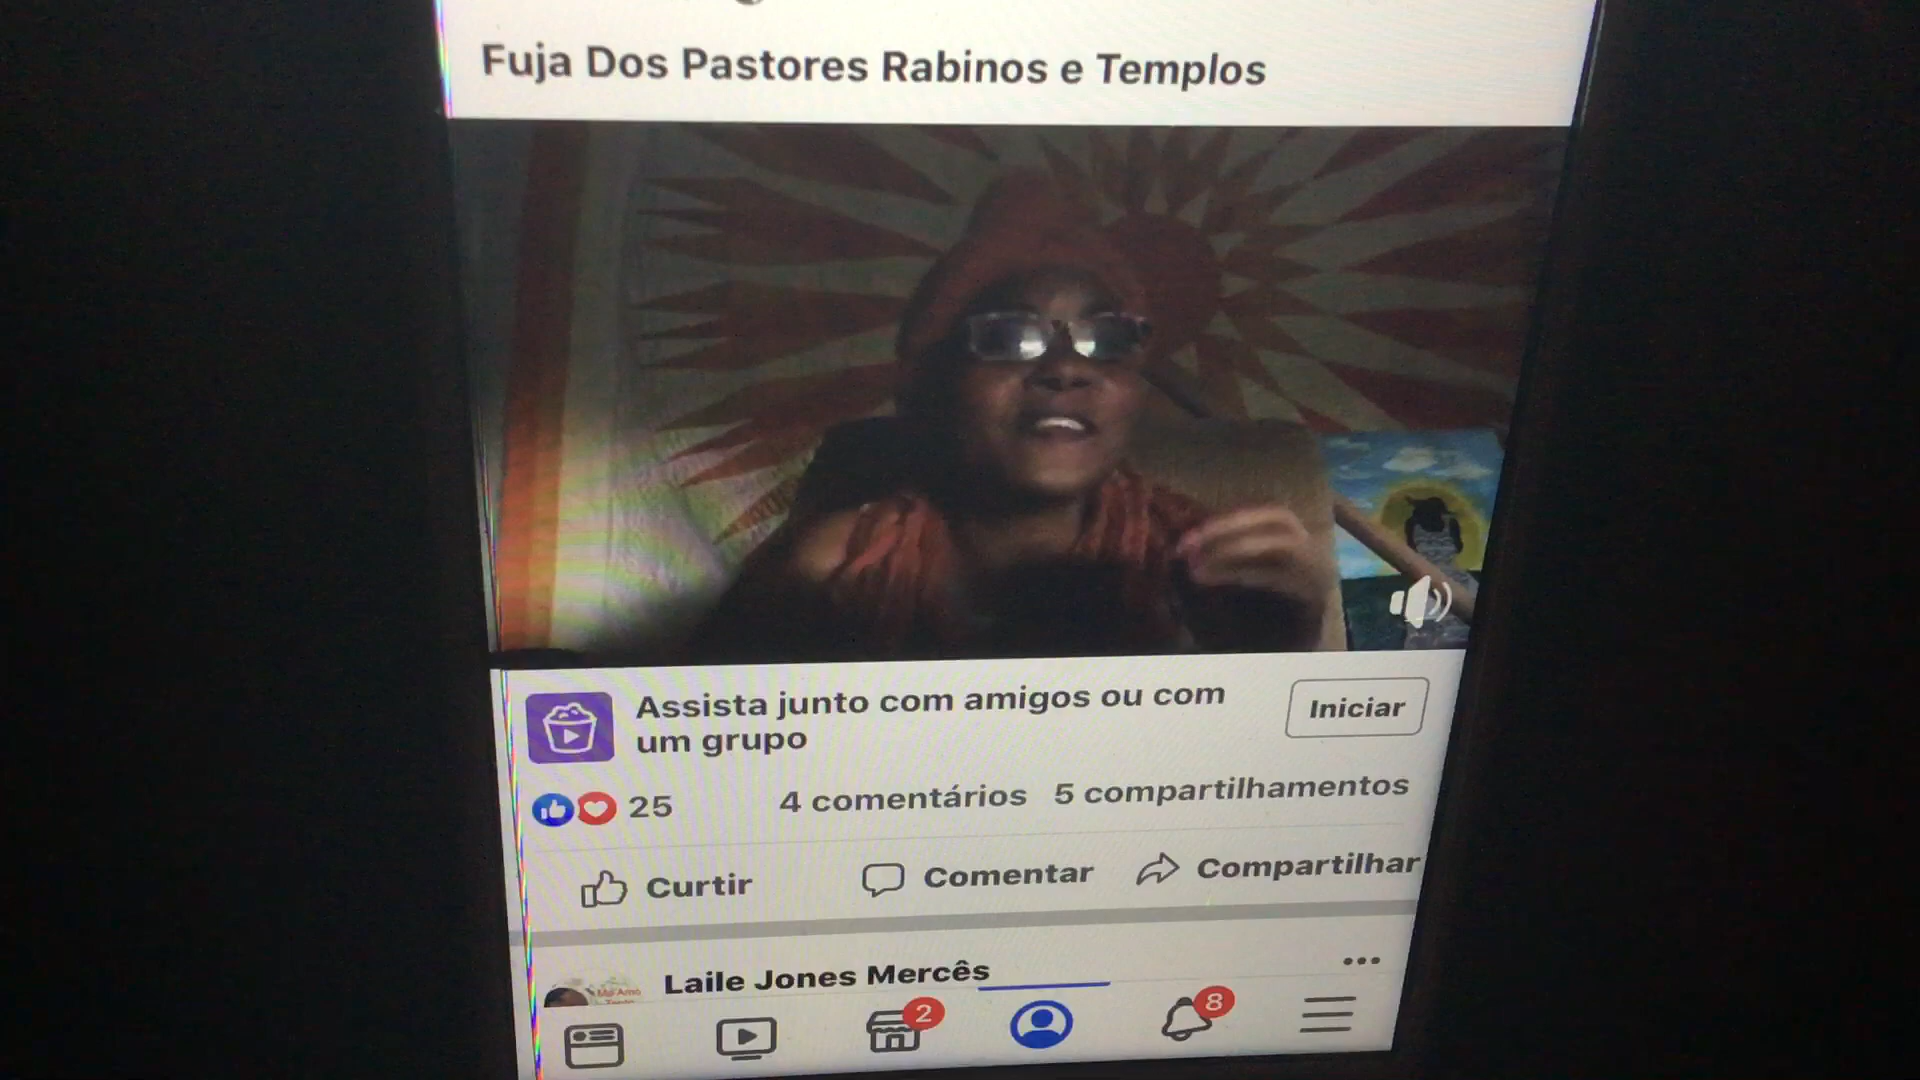 Fuja Dos Pastores Rabinos e Templos
Assista junto com amigos ou com
um grupo
Iniciar
25
4 comentários
5 compartilhamentos
Curtir
Comentar
Compartilhar
Laile Jones Mercês
2
8